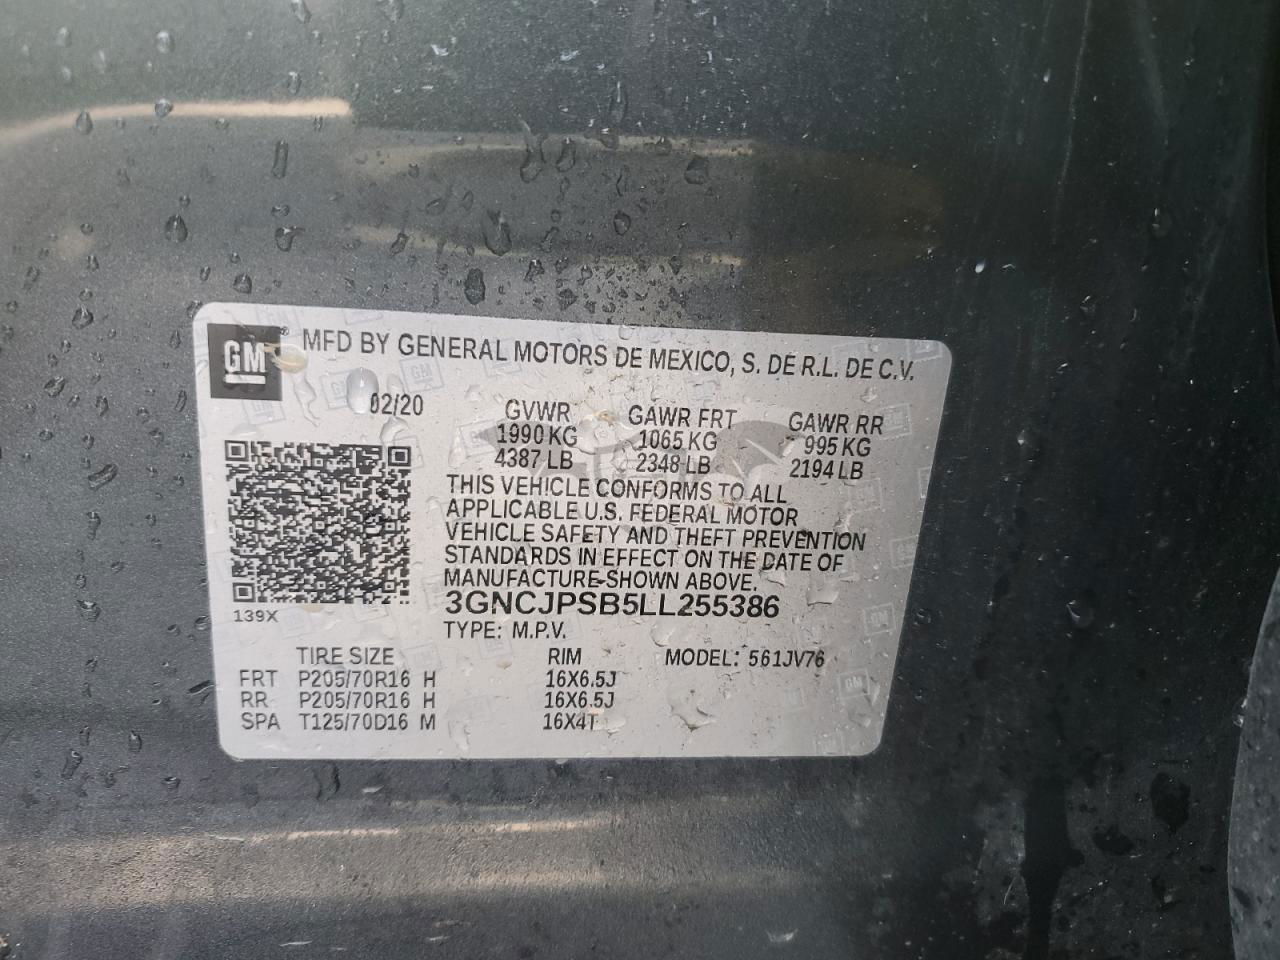 GM ® MFD BY GENERAL MOTORS DE MEXICO, S. DE R.L. DE C.V.
02/20
GVWR GAWR FRT GAWR RR
1990 KG 1065 KG 995 KG
4387 LB 2348 LB 2194 LB
THIS VEHICLE CONFORMS TO ALL
APPLICABLE U.S. FEDERAL MOTOR
VEHICLE SAFETY AND THEFT PREVENTION
STANDARDS IN EFFECT ON THE DATE OF
MANUFACTURE SHOWN ABOVE.
3GNCJPSB5LL255386
139X
TYPE: M.P.V.
TIRE SIZE RIM MODEL: 561JV76
FRT P205/70R16 H 16X6.5J
RR P205/70R16 H 16X6.5J
SPA T125/70D16 M 16X4T